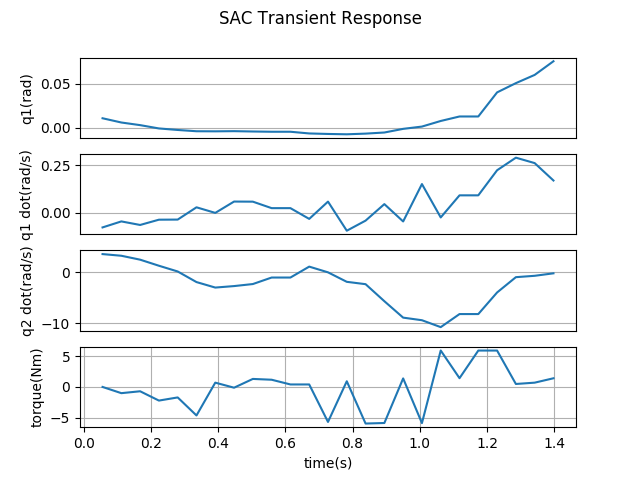 SAC Transient Response
q1(rad)
0.05
0.00
q1 dot(rad/s)
0.25
0.00
q2 dot(rad/s)
0
−10
torque(Nm)
5
0
−5
0.0 0.2 0.4 0.6 0.8 1.0 1.2 1.4
time(s)